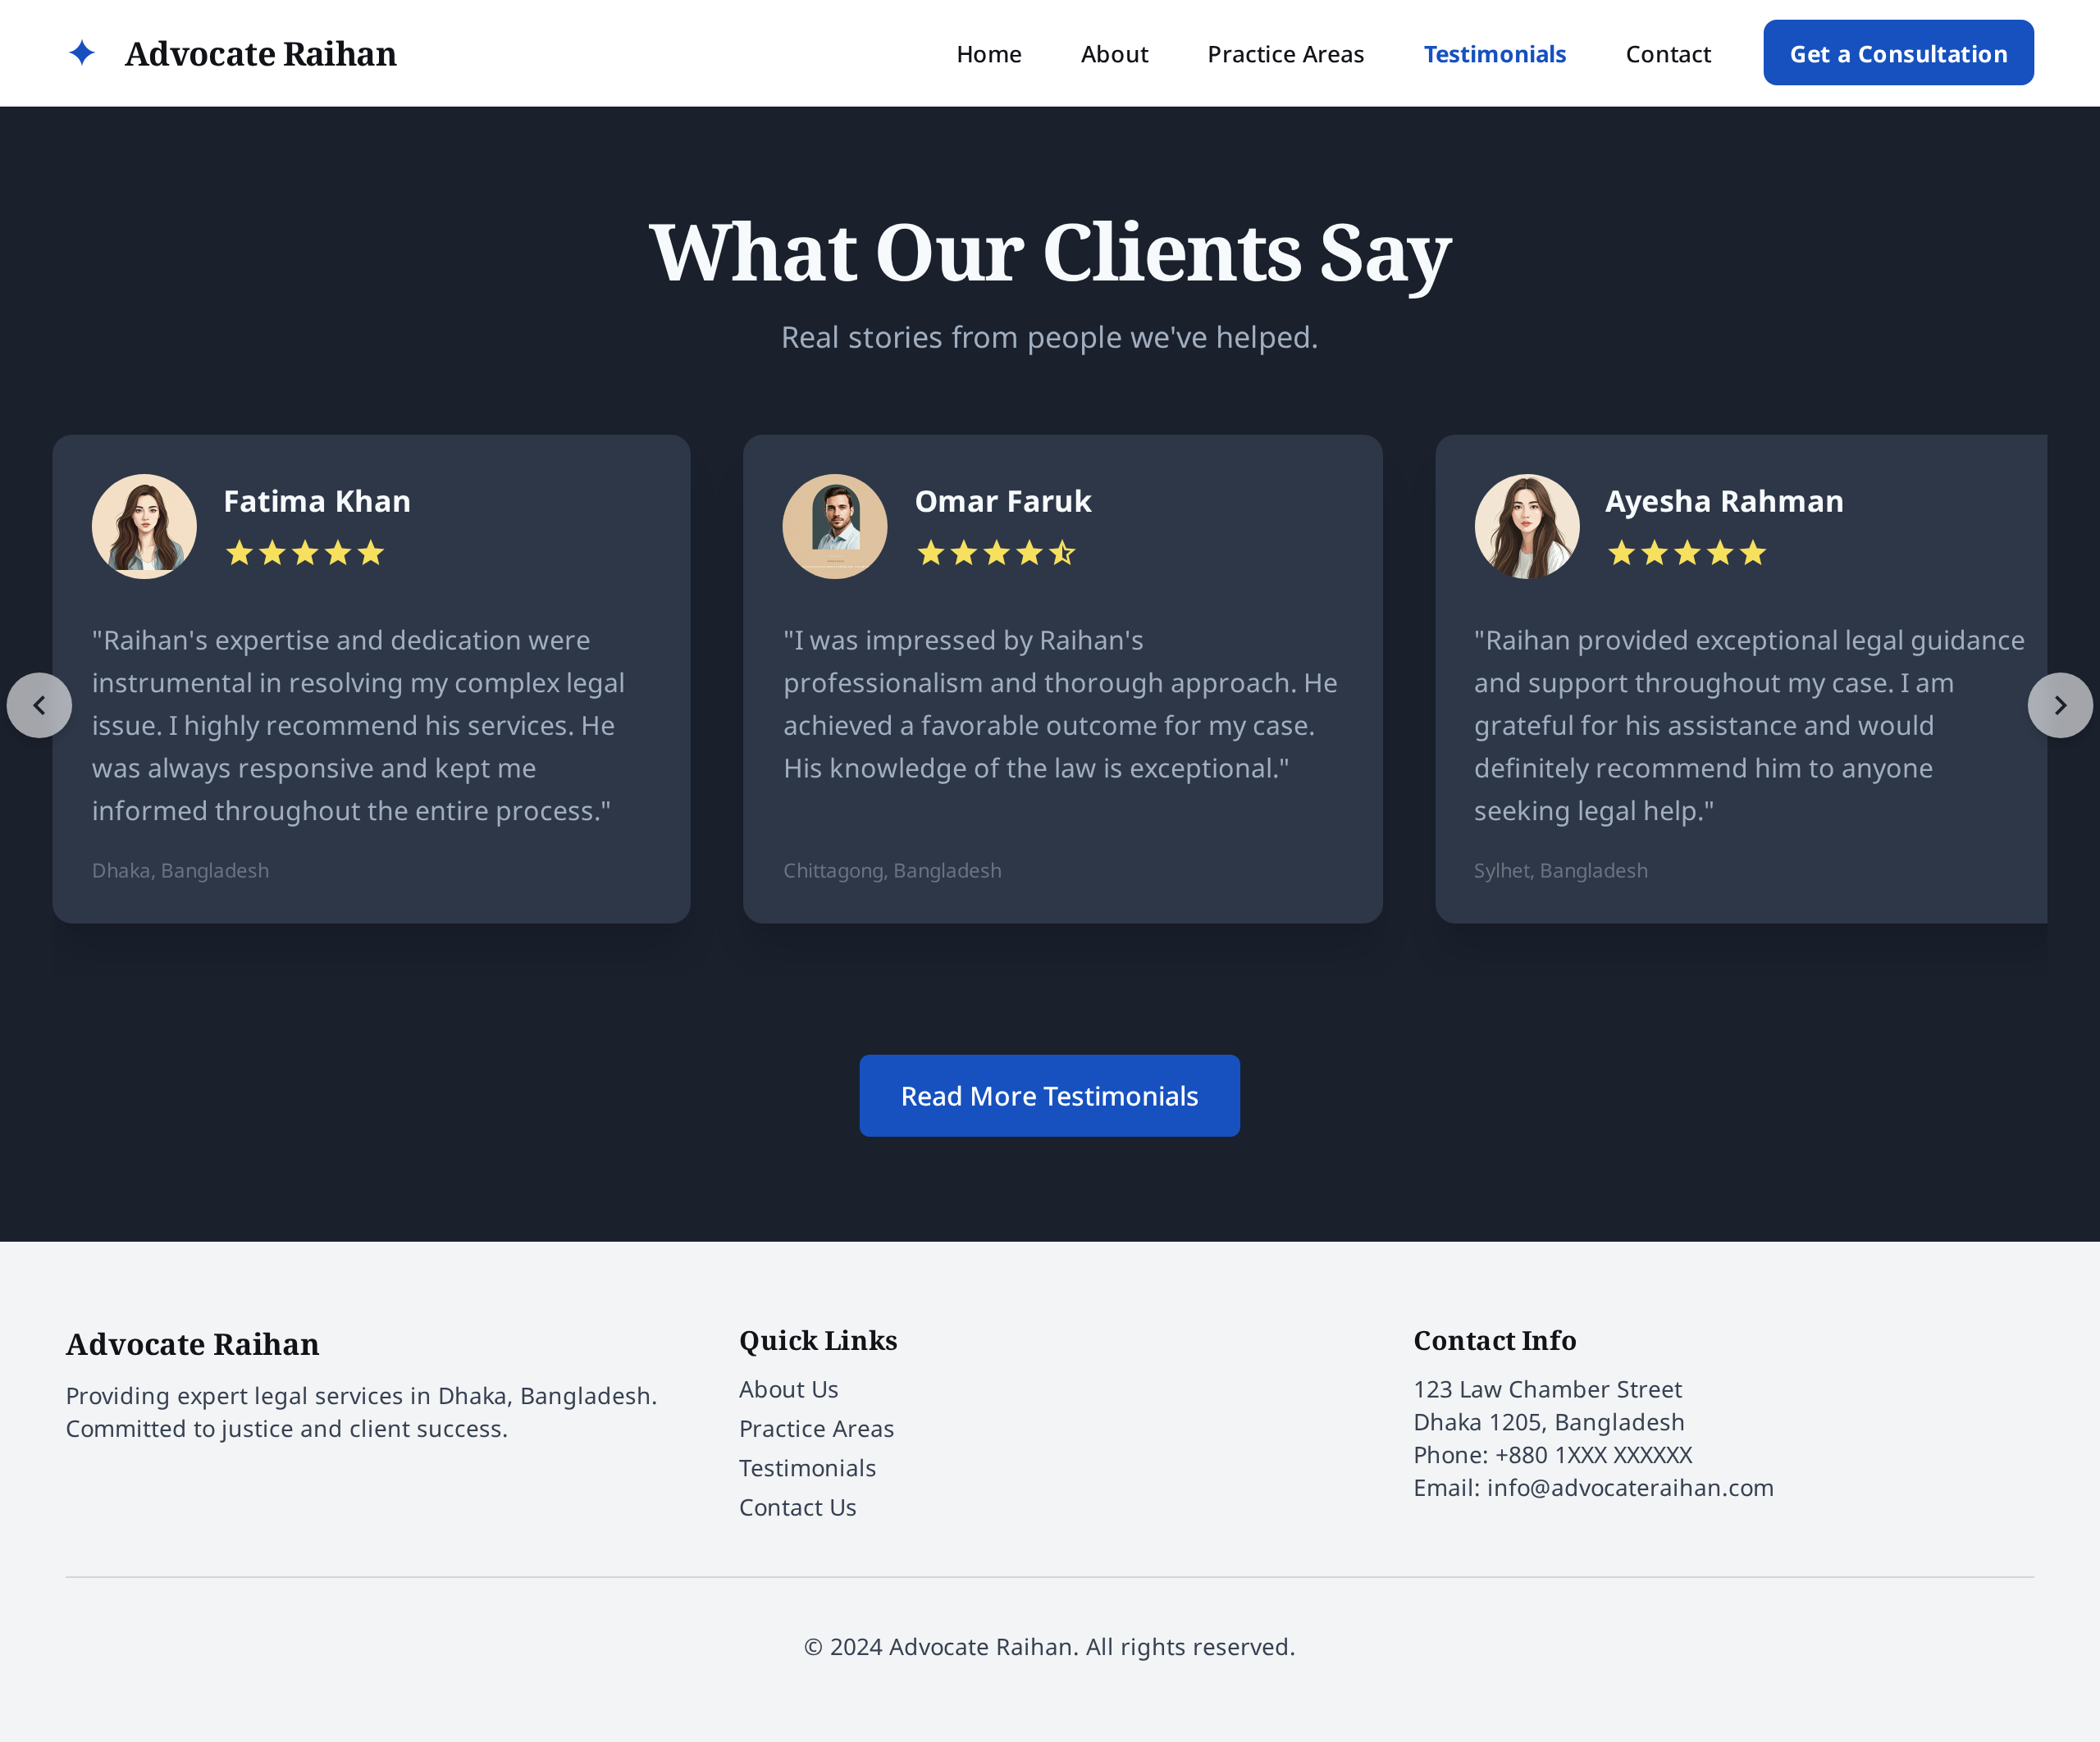 Advocate Raihan
Home About Practice Areas Testimonials Contact Get a Consultation
What Our Clients Say
Real stories from people we've helped.
Fatima Khan
"Raihan's expertise and dedication were
instrumental in resolving my complex legal
issue. I highly recommend his services. He
was always responsive and kept me
informed throughout the entire process."
Dhaka, Bangladesh
Omar Faruk
"I was impressed by Raihan's
professionalism and thorough approach. He
achieved a favorable outcome for my case.
His knowledge of the law is exceptional."
Chittagong, Bangladesh
Ayesha Rahman
"Raihan provided exceptional legal guidance
and support throughout my case. I am
grateful for his assistance and would
definitely recommend him to anyone
seeking legal help."
Sylhet, Bangladesh
Read More Testimonials
Advocate Raihan
Providing expert legal services in Dhaka, Bangladesh.
Committed to justice and client success.
Quick Links
About Us
Practice Areas
Testimonials
Contact Us
Contact Info
123 Law Chamber Street
Dhaka 1205, Bangladesh
Phone: +880 1XXX XXXXXX
Email: info@advocateraihan.com
© 2024 Advocate Raihan. All rights reserved.